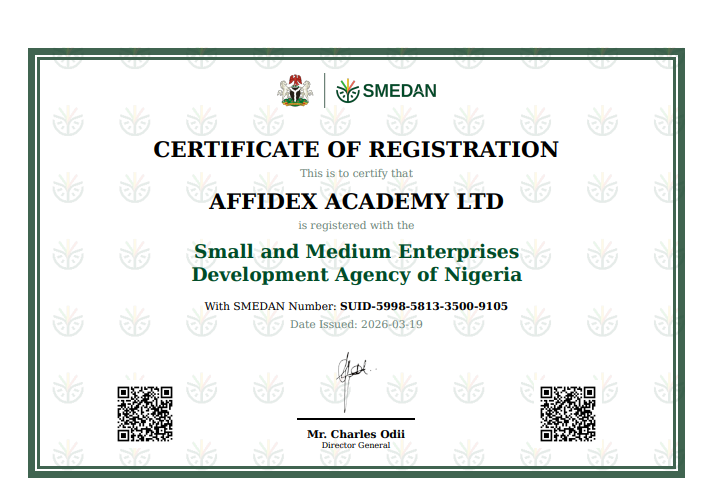 SMEDAN
CERTIFICATE OF REGISTRATION
This is to certify that
AFFIDEX ACADEMY LTD
is registered with the
Small and Medium Enterprises
Development Agency of Nigeria
With SMEDAN Number: SUID-5998-5813-3500-9105
Date Issued: 2026-03-19
Mr. Charles Odii
Director General